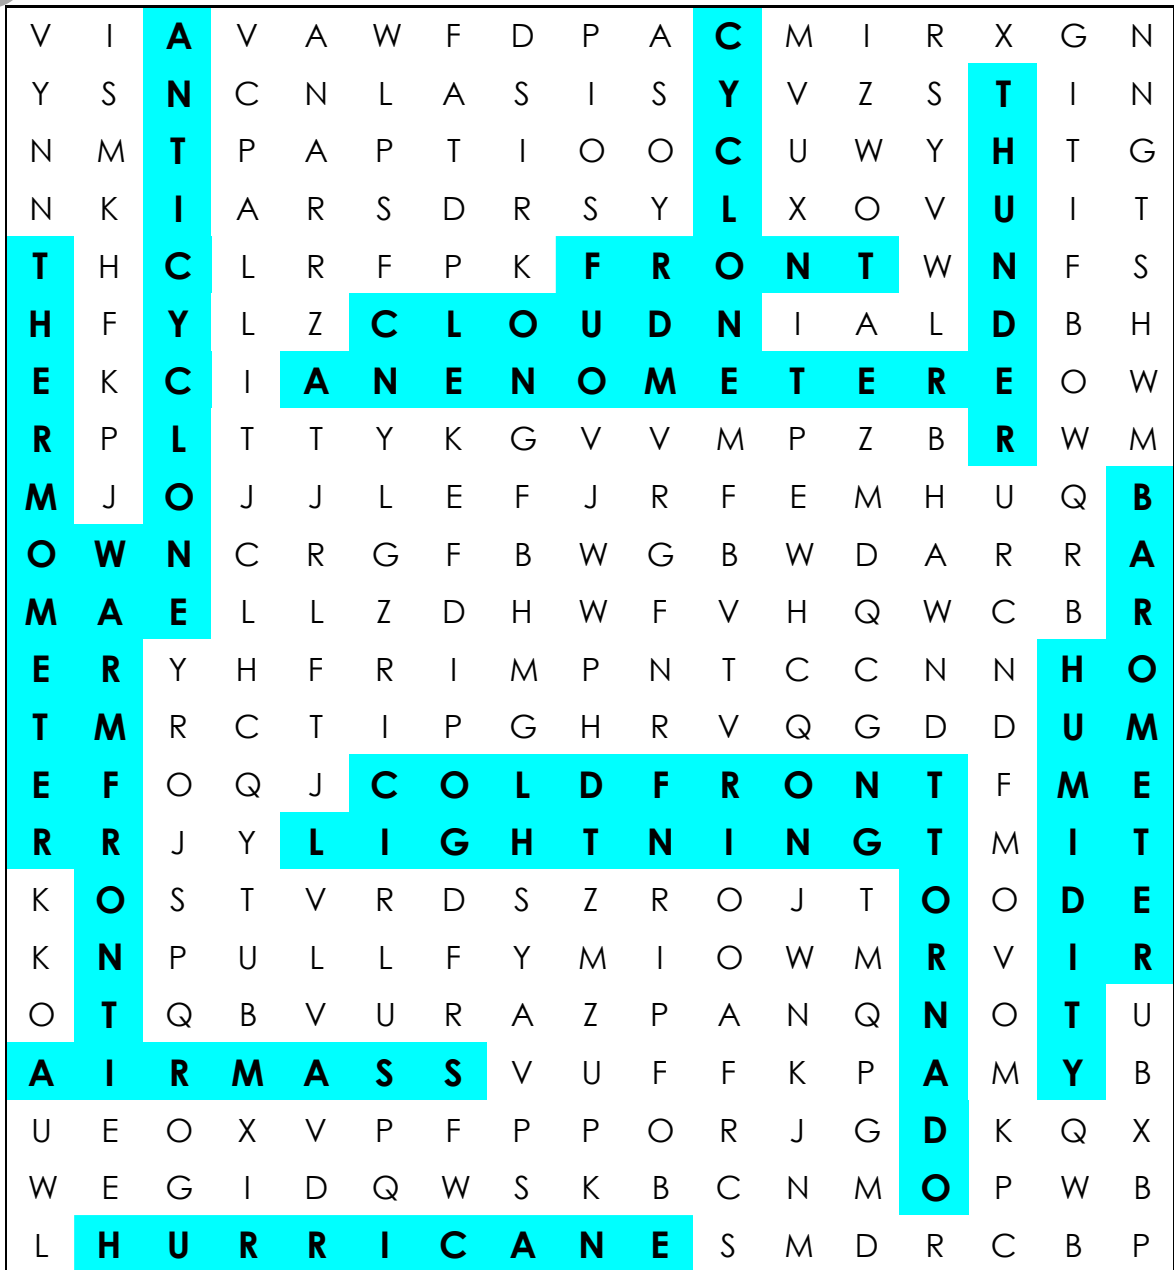 V I A V A W F D P A C M I R X G N
Y S N C N L A S I S Y V Z S T I N
N M T P A P T I O O C U W Y H T G
N K I A R S D R S Y L X O V U I T
T H C L R F P K F R O N T W N F S
H F Y L Z C L O U D N I A L D B H
E K C I A N E N O M E T E R E O W
R P L T T Y K G V V M P Z B R W M
M J O J J L E F J R F E M H U Q B
O W N C R G F B W G B W D A R R A
M A E L L Z D H W F V H Q W C B R
E R Y H F R I M P N T C C N N H O
T M R C T I P G H R V Q G D D U M
E F O Q J C O L D F R O N T F M E
R R J Y L I G H T N I N G T M I T
K O S T V R D S Z R O J T O O D E
K N P U L L F Y M I O W M R V I R
O T Q B V U R A Z P A N Q N O T U
A I R M A S S V U F F K P A M Y B
U E O X V P F P P O R J G D K Q X
W E G I D Q W S K B C N M O P W B
L H U R R I C A N E S M D R C B P